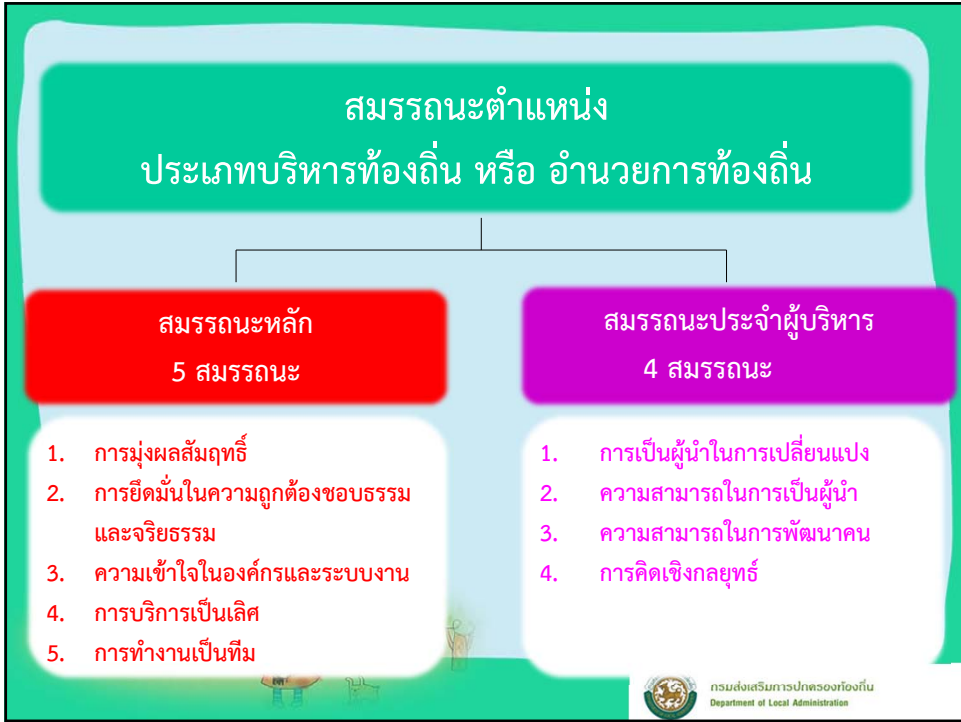 สมรรถนะตำแหน่ง
ประเภทบริหารท้องถิ่น หรือ อำนวยการท้องถิ่น
สมรรถนะหลัก
5 สมรรถนะ
1. การมุ่งผลสัมฤทธิ์
2. การยึดมั่นในความถูกต้องชอบธรรม
และจริยธรรม
3. ความเข้าใจในองค์กรและระบบงาน
4. การบริการเป็นเลิศ
5. การทำงานเป็นทีม
สมรรถนะประจำผู้บริหาร
4 สมรรถนะ
1. การเป็นผู้นำในการเปลี่ยนแปง
2. ความสามารถในการเป็นผู้นำ
3. ความสามารถในการพัฒนาคน
4. การคิดเชิงกลยุทธ์
กรมส่งเสริมการปกครองท้องถิ่น
Department of Local Administration